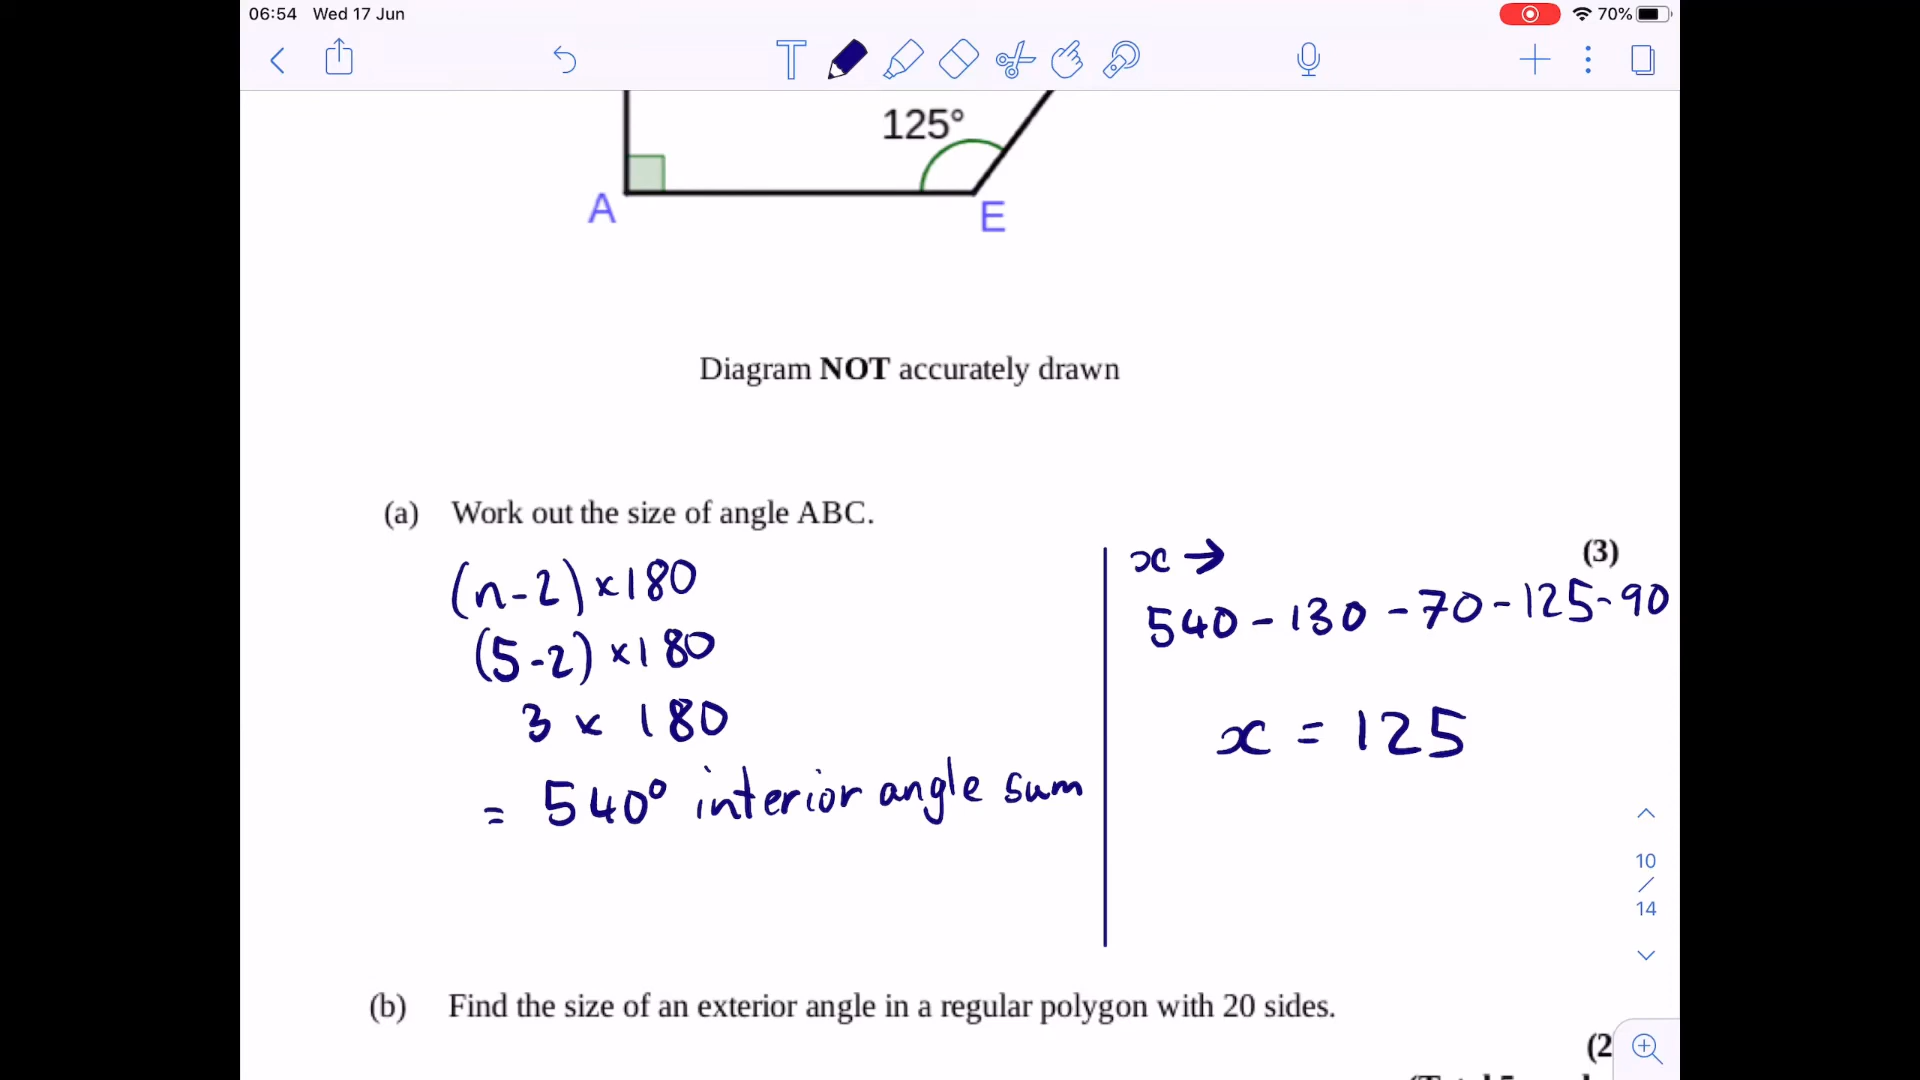 06:54 Wed 17 Jun
70%
T
125°
A
E
Diagram NOT accurately drawn
(a) Work out the size of angle ABC.
(3)
(n-2)×180
(5-2)×180
3 × 180
= 540° interior angle sum
x →
540 - 130 - 70 - 125 - 90
x = 125
10
/
14
(b) Find the size of an exterior angle in a regular polygon with 20 sides.
(2